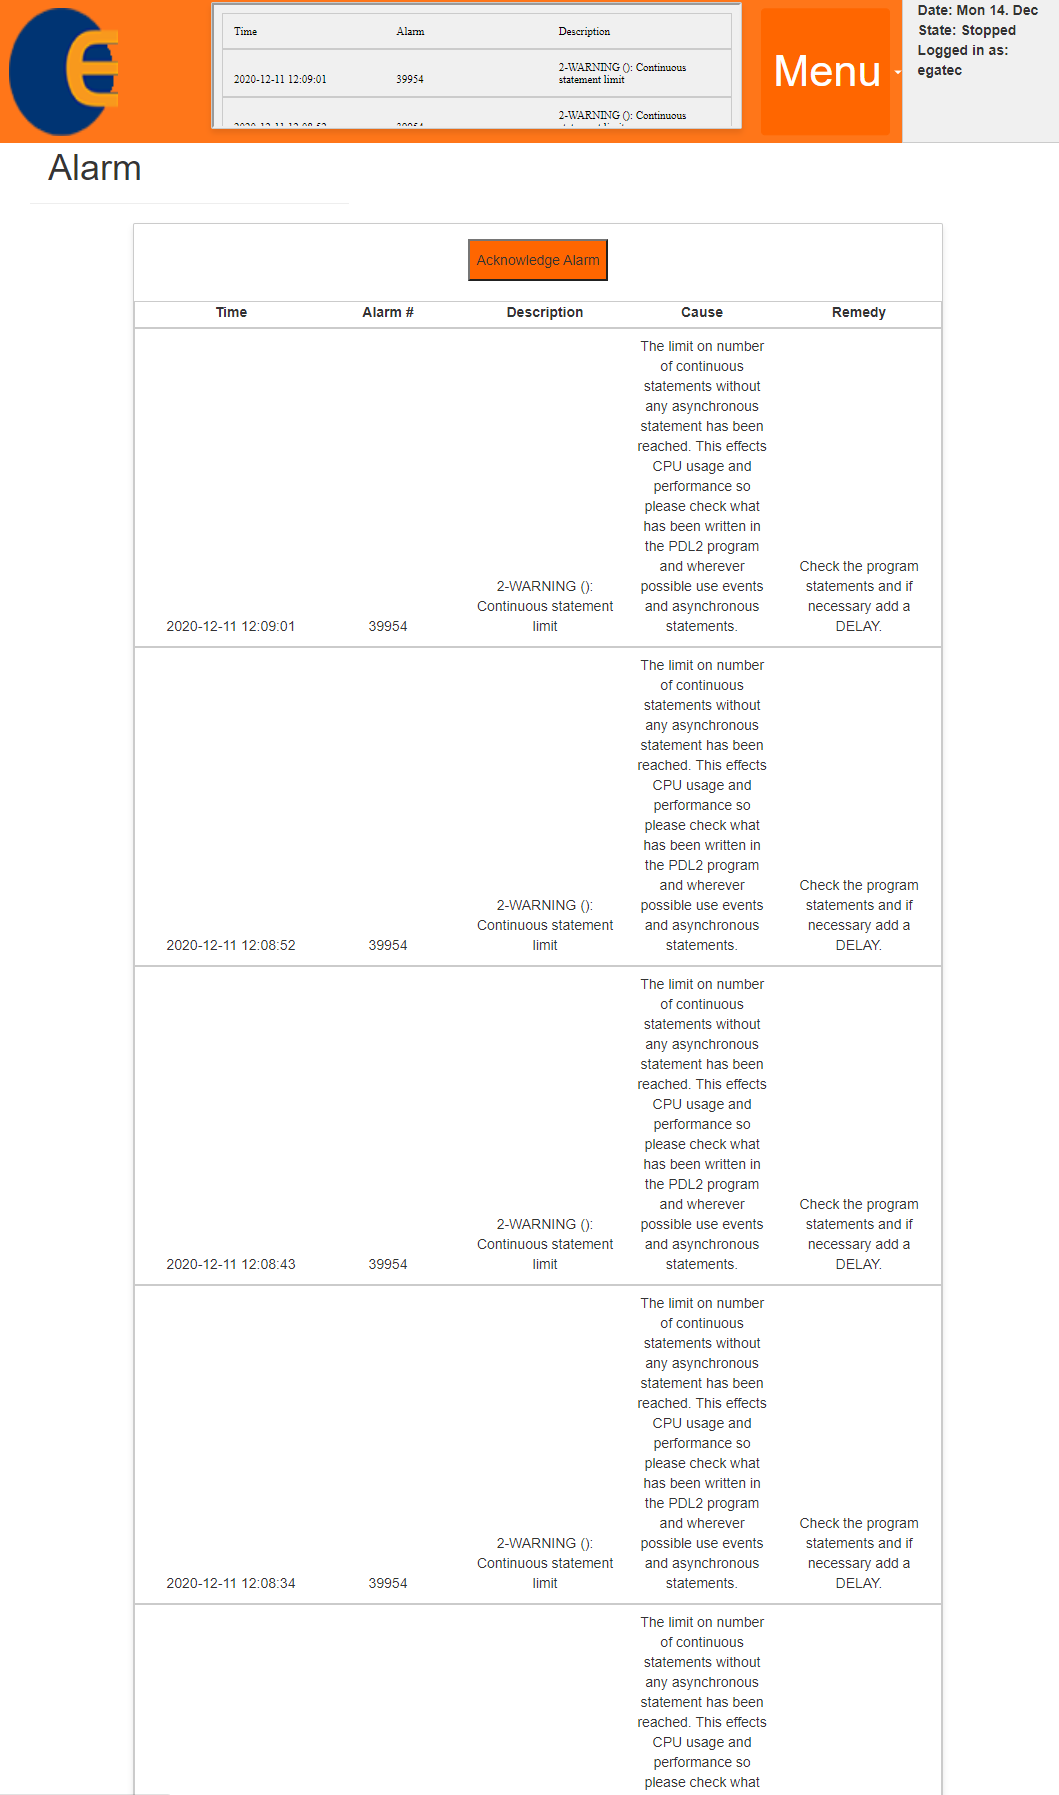 Time Alarm Description
2020-12-11 12:09:01 39954 2-WARNING (): Continuous
statement limit
2-WARNING (): Continuous
Menu
Date: Mon 14. Dec
State: Stopped
Logged in as:
egatec
Alarm
Acknowledge Alarm
Time Alarm # Description Cause Remedy
The limit on number
of continuous
statements without
any asynchronous
statement has been
reached. This effects
CPU usage and
performance so
please check what
has been written in
the PDL2 program
and wherever Check the program
2-WARNING (): possible use events statements and if
Continuous statement and asynchronous necessary add a
2020-12-11 12:09:01 39954 limit statements. DELAY.
The limit on number
of continuous
statements without
any asynchronous
statement has been
reached. This effects
CPU usage and
performance so
please check what
has been written in
the PDL2 program
and wherever Check the program
2-WARNING (): possible use events statements and if
Continuous statement and asynchronous necessary add a
2020-12-11 12:08:52 39954 limit statements. DELAY.
The limit on number
of continuous
statements without
any asynchronous
statement has been
reached. This effects
CPU usage and
performance so
please check what
has been written in
the PDL2 program
and wherever Check the program
2-WARNING (): possible use events statements and if
Continuous statement and asynchronous necessary add a
2020-12-11 12:08:43 39954 limit statements. DELAY.
The limit on number
of continuous
statements without
any asynchronous
statement has been
reached. This effects
CPU usage and
performance so
please check what
has been written in
the PDL2 program
and wherever Check the program
2-WARNING (): possible use events statements and if
Continuous statement and asynchronous necessary add a
2020-12-11 12:08:34 39954 limit statements. DELAY.
The limit on number
of continuous
statements without
any asynchronous
statement has been
reached. This effects
CPU usage and
performance so
please check what